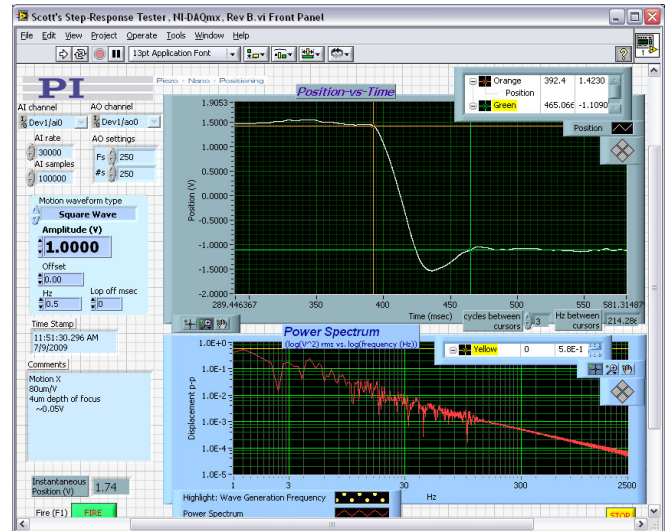 Scott's Step-Response Tester, NI-DAQmx, Rev B.vi Front Panel
File Edit View Project Operate Tools Window Help
13pt Application Font
PI
Piezo - Nano - Positioning
Position-vs-Time
Orange 392.4 1.4230
Position
Green 465.066 -1.1090
Position
AI channel AO channel
Dev1/ai0 Dev1/ao0
AI rate AO settings
30000 Fs 250
AI samples #s 250
100000
Motion waveform type
Square Wave
Amplitude (V)
1.0000
Offset
0.00
Hz Lop off msec
0.5 0
Time Stamp
11:51:30.296 AM
7/9/2009
Comments
Motion X
80um/V
4um depth of focus
~0.05V
Instantaneous
Position (V) 1.74
Fire (F1) FIRE
Position (V)
1.9053
1.5000
1.0000
0.5000
0.0000
-0.5000
-1.0000
-1.5000
-2.0000
289.446367 350 400 450 500 550 581.31487
Time (msec)
cycles between
cursors 3
Hz between
cursors 214.286
Power Spectrum
(log(V^2) rms vs. log(frequency (Hz))
Yellow 0 5.8E-1
Displacement p-p
1.0E+0
1.0E-1
1.0E-2
1.0E-3
1.0E-4
1.0E-5
1 3 30 300 2500
Hz
Highlight: Wave Generation Frequency
Power Spectrum
STOP